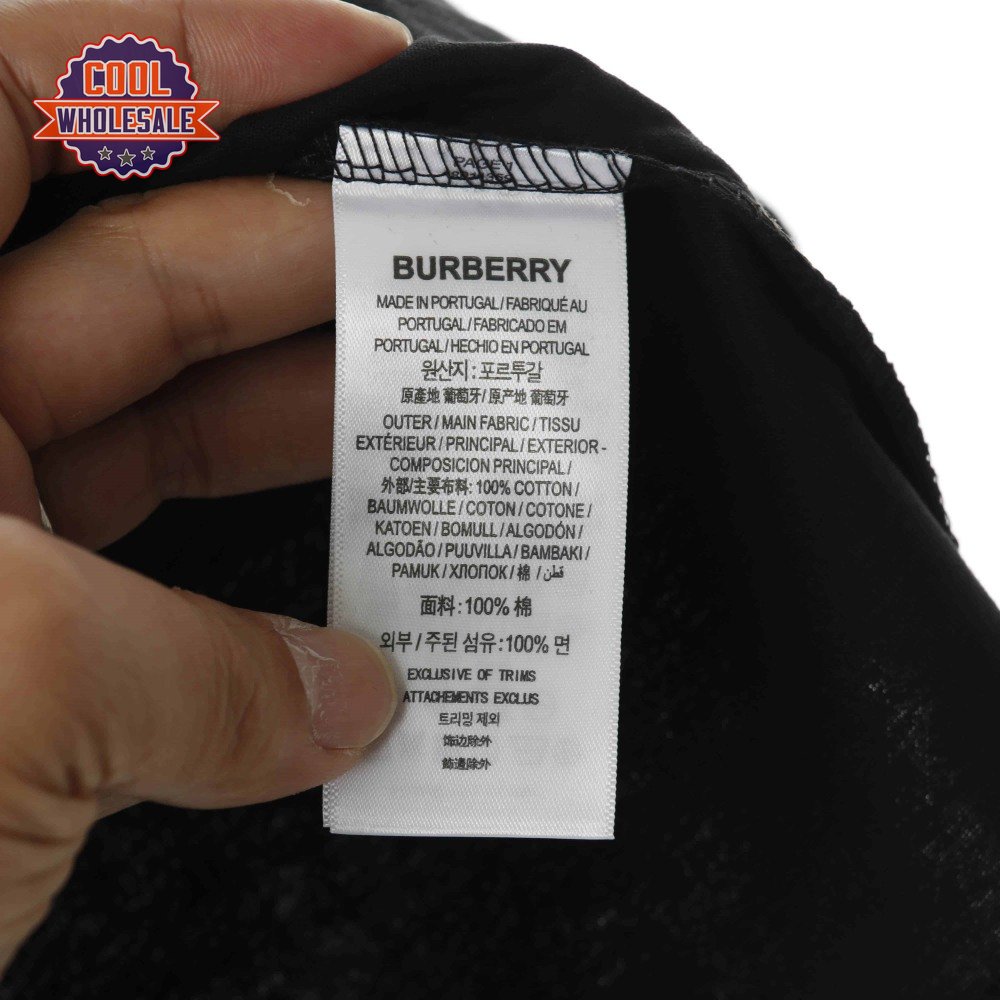 COOL
WHOLESALE
PAGE 1
BURBERRY
MADE IN PORTUGAL / FABRIQUÉ AU
PORTUGAL / FABRICADO EM
PORTUGAL / HECHIO EN PORTUGAL
원산지 : 포르투갈
原產地 葡萄牙 / 原产地 葡萄牙
OUTER / MAIN FABRIC / TISSU
EXTÉRIEUR / PRINCIPAL / EXTERIOR -
COMPOSICION PRINCIPAL /
外部/主要布料: 100% COTTON /
BAUMWOLLE / COTON / COTONE /
KATOEN / BOMULL / ALGODÓN /
ALGODÃO / PUUVILLA / BAMBAKI /
PAMUK / ХЛОПОК / 棉 / قطن
面料: 100% 棉
외부 / 주된 섬유: 100% 면
EXCLUSIVE OF TRIMS
ATTACHEMENTS EXCLUS
트리밍 제외
饰边除外
飾邊除外